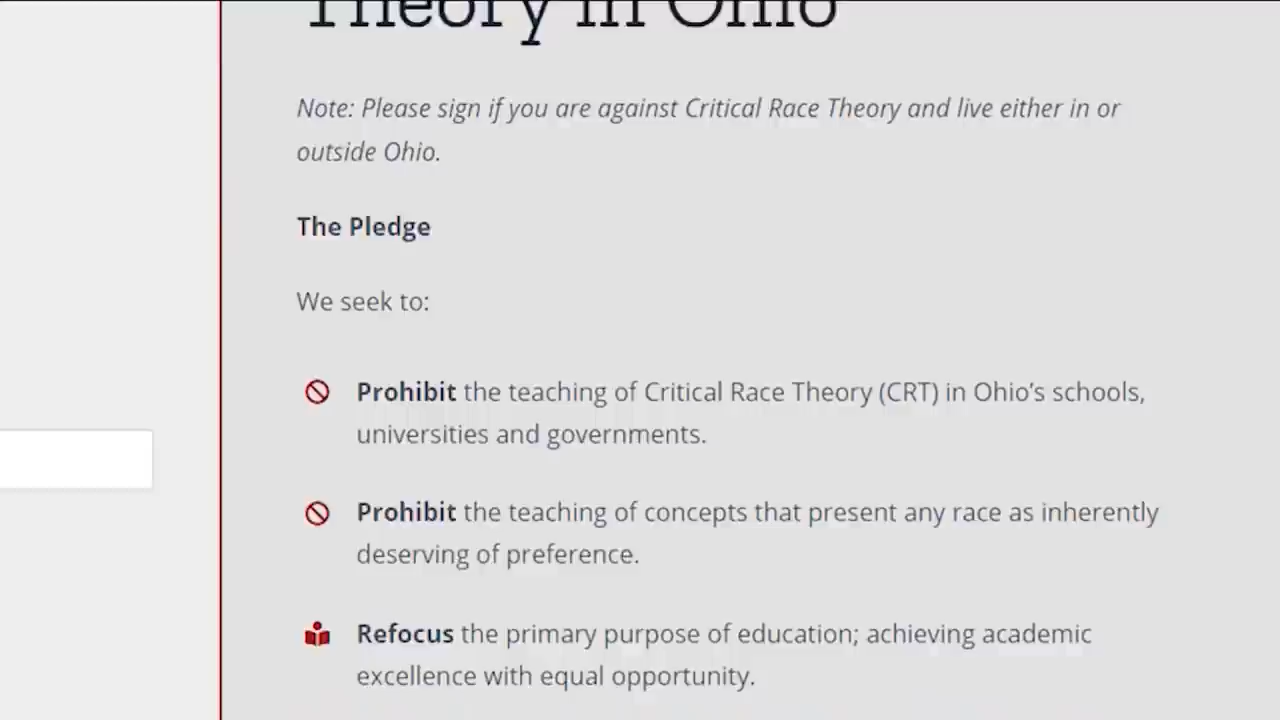 Theory in Ohio
Note: Please sign if you are against Critical Race Theory and live either in or
outside Ohio.
The Pledge
We seek to:
Prohibit the teaching of Critical Race Theory (CRT) in Ohio's schools,
universities and governments.
Prohibit the teaching of concepts that present any race as inherently
deserving of preference.
Refocus the primary purpose of education; achieving academic
excellence with equal opportunity.